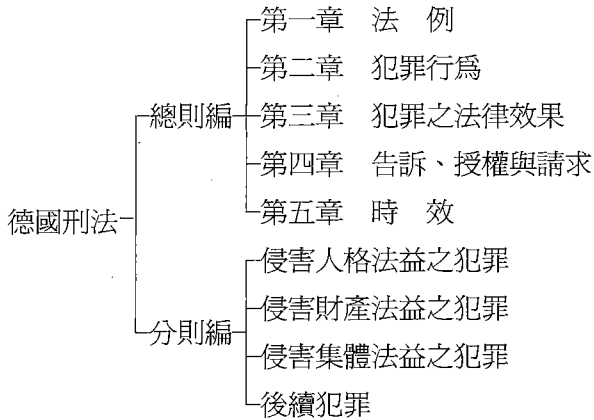 第一章 法 例
第二章 犯罪行爲
總則編
第三章 犯罪之法律效果
第四章 告訴、授權與請求
第五章 時 效
德國刑法
侵害人格法益之犯罪
侵害財產法益之犯罪
分則編
侵害集體法益之犯罪
後續犯罪